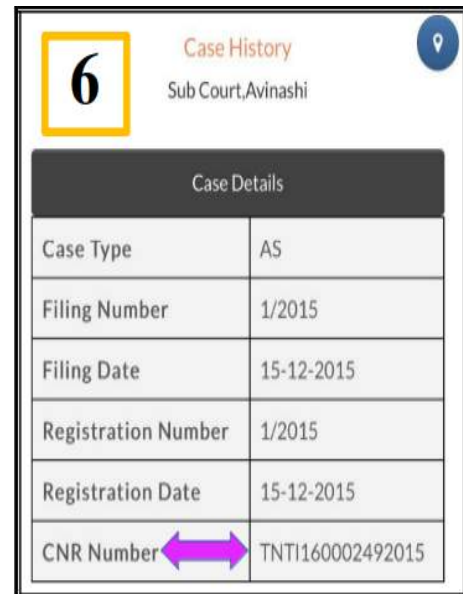 6
Case History
Sub Court,Avinashi
Case Details
Case Type AS
Filing Number 1/2015
Filing Date 15-12-2015
Registration Number 1/2015
Registration Date 15-12-2015
CNR Number TNTI160002492015